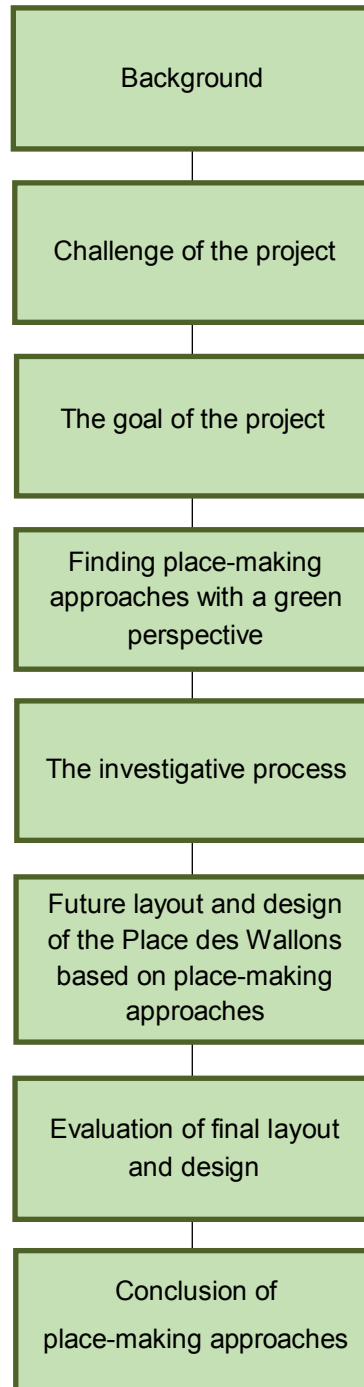 Background
Challenge of the project
The goal of the project
Finding place-making
approaches with a green
perspective
The investigative process
Future layout and design
of the Place des Wallons
based on place-making
approaches
Evaluation of final layout
and design
Conclusion of
place-making approaches